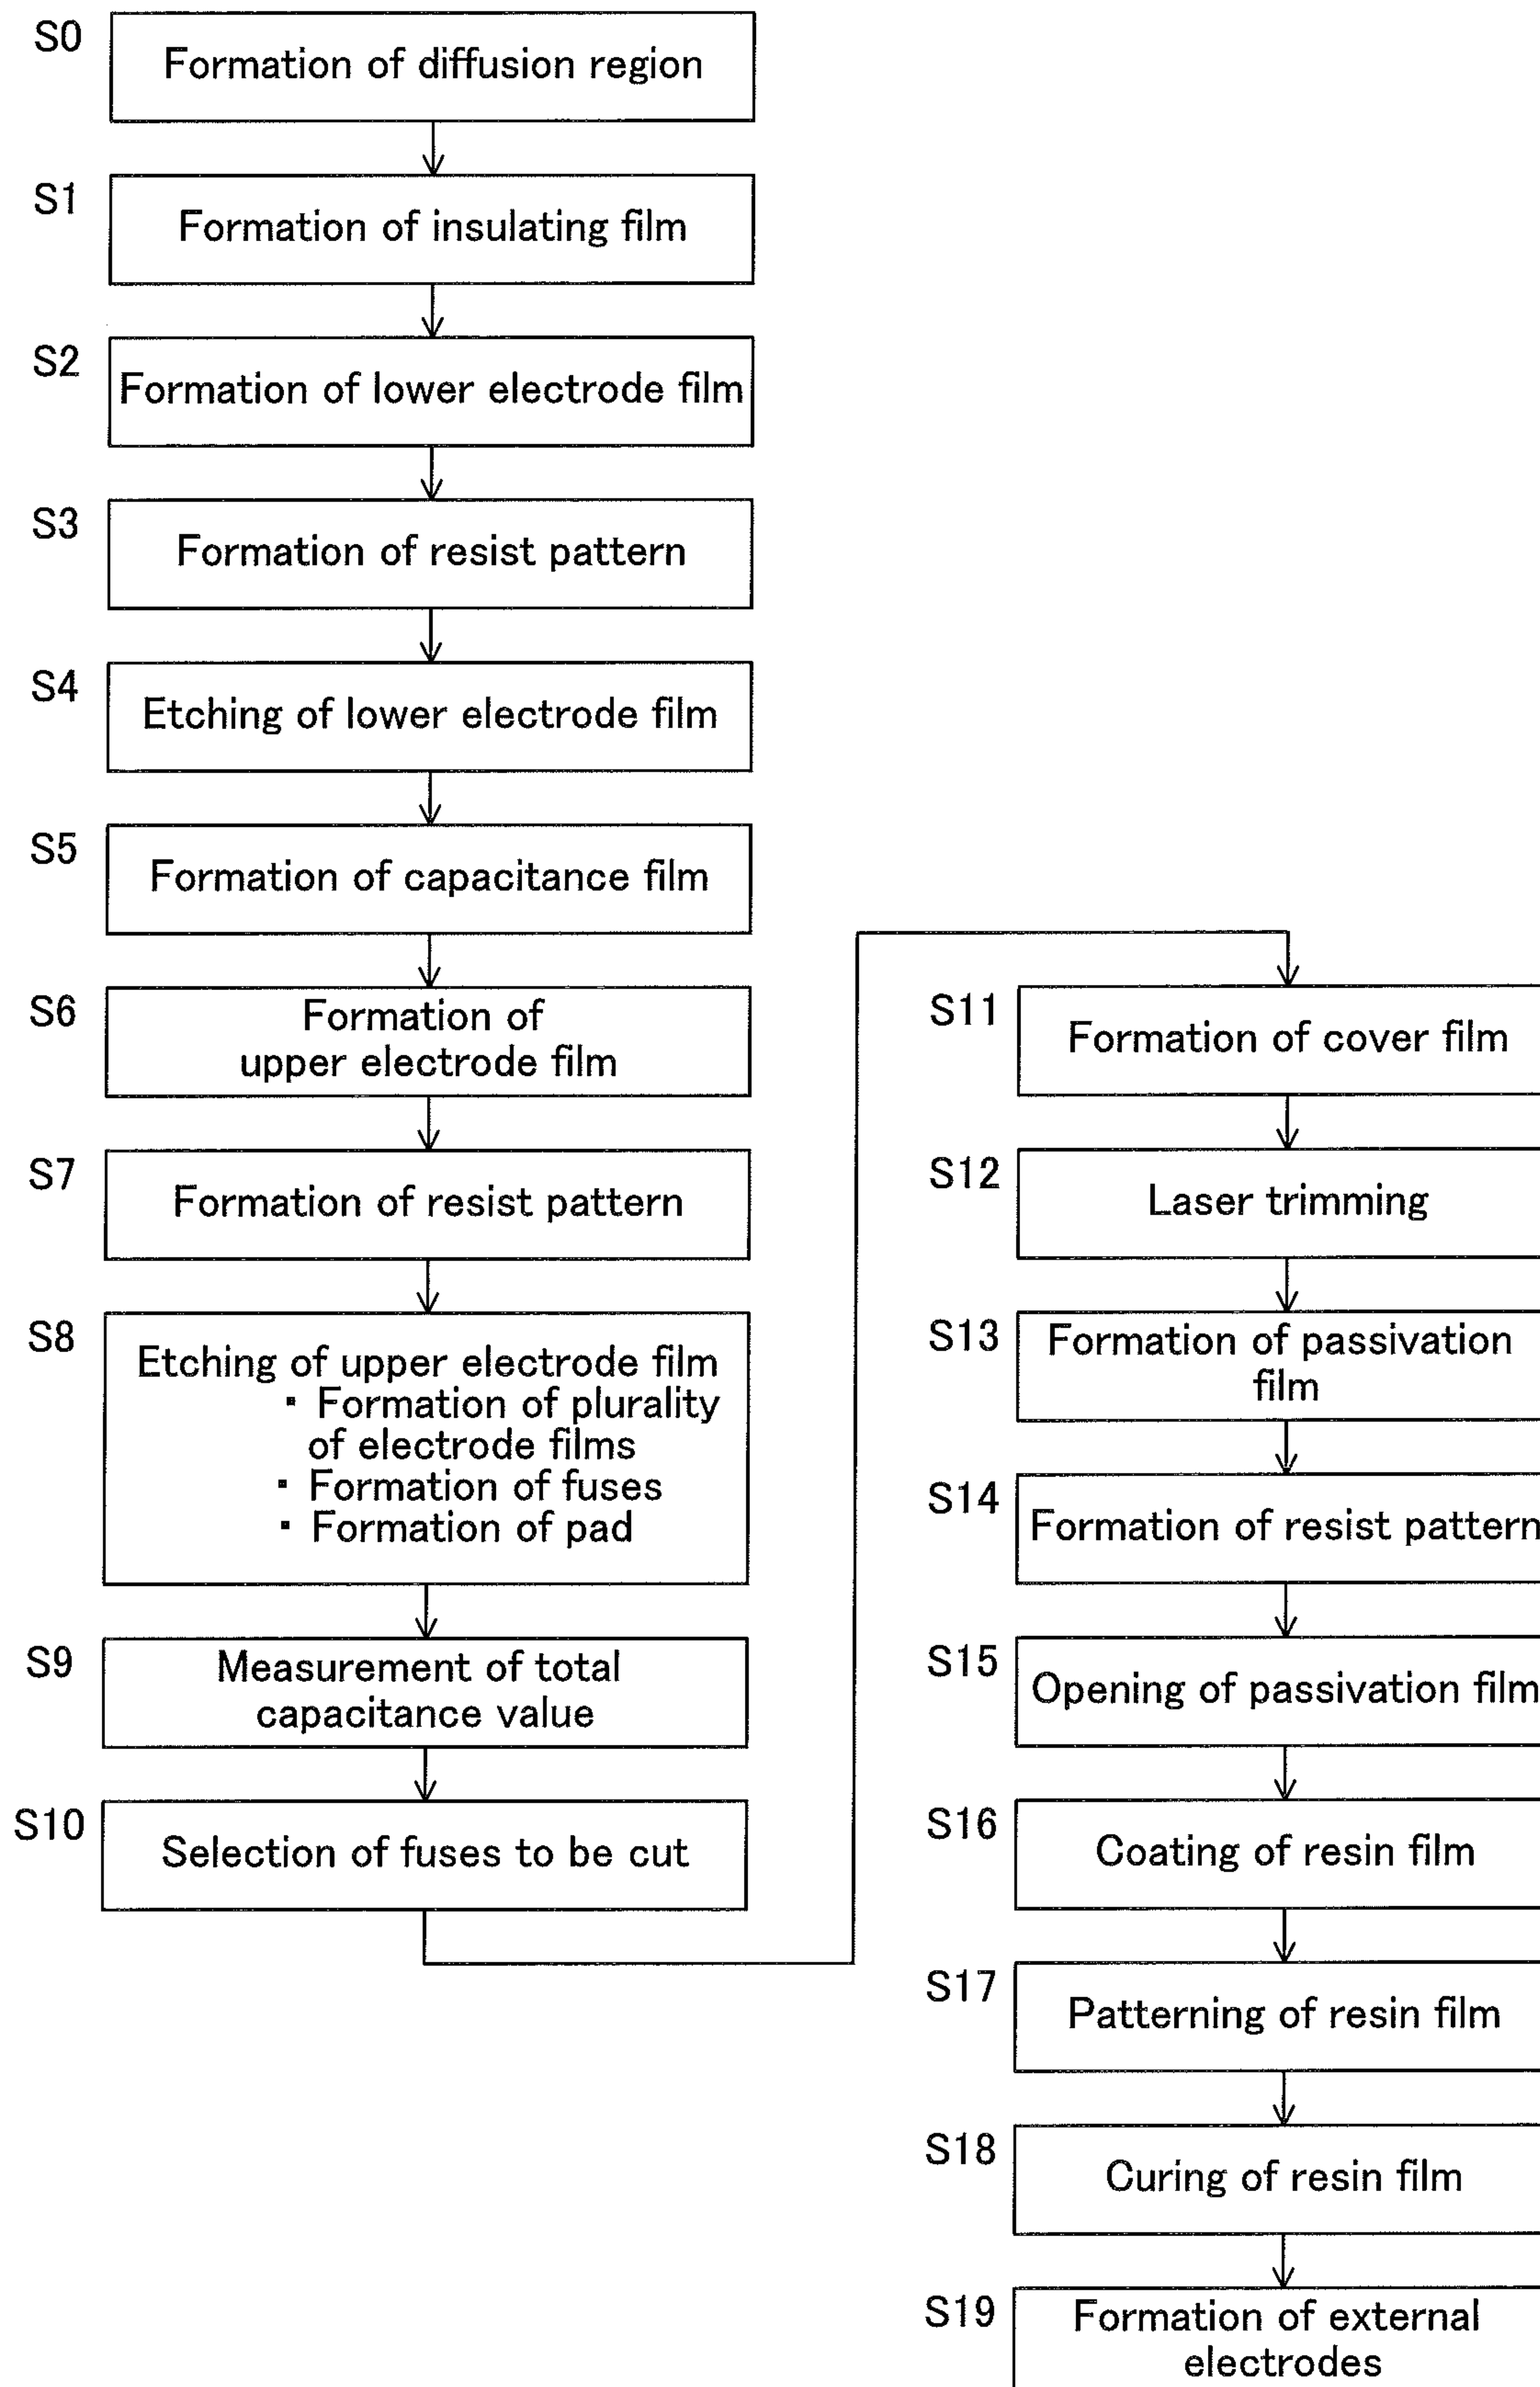 S0
Formation of diffusion region
S1
Formation of insulating film
S2
Formation of lower electrode film
S3
Formation of resist pattern
S4
Etching of lower electrode film
S5
Formation of capacitance film
S6
Formation of
upper electrode film
S7
Formation of resist pattern
S8
Etching of upper electrode film
▪ Formation of plurality
of electrode films
▪ Formation of fuses
▪ Formation of pad
S9
Measurement of total
capacitance value
S10
Selection of fuses to be cut
S11
Formation of cover film
S12
Laser trimming
S13
Formation of passivation
film
S14
Formation of resist pattern
S15
Opening of passivation film
S16
Coating of resin film
S17
Patterning of resin film
S18
Curing of resin film
S19
Formation of external
electrodes